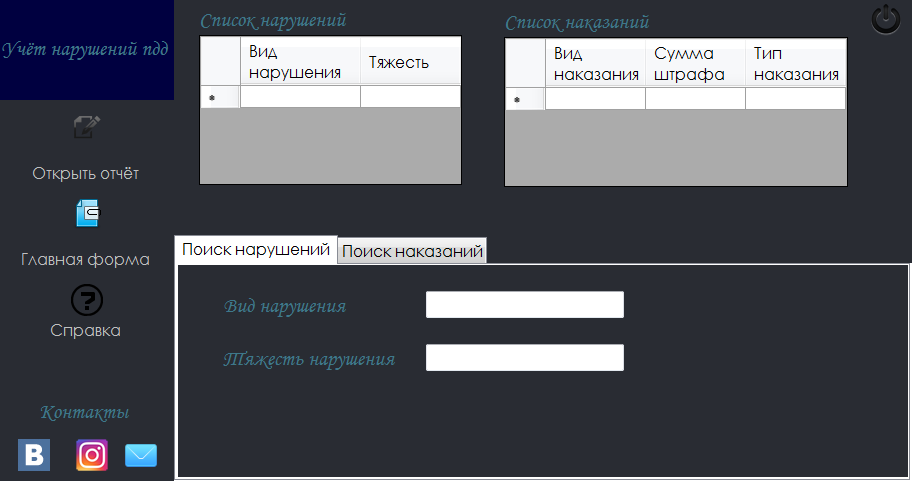 Учёт нарушений пдд
Открыть отчёт
Главная форма
Справка
Контакты
Список нарушений
Вид
нарушения
Тяжесть
Список наказаний
Вид
наказания
Сумма
штрафа
Тип
наказания
Поиск нарушений
Поиск наказаний
Вид нарушения
Тяжесть нарушения